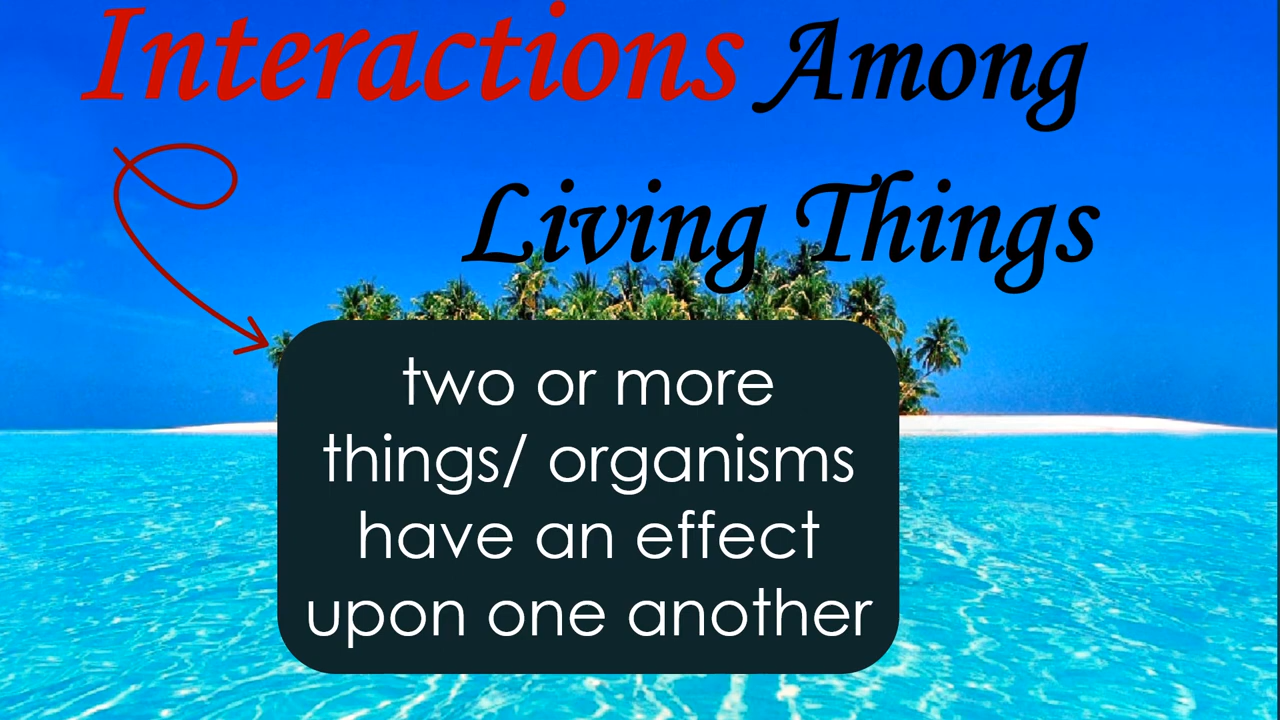 Interactions Among
Living Things
two or more
things/ organisms
have an effect
upon one another